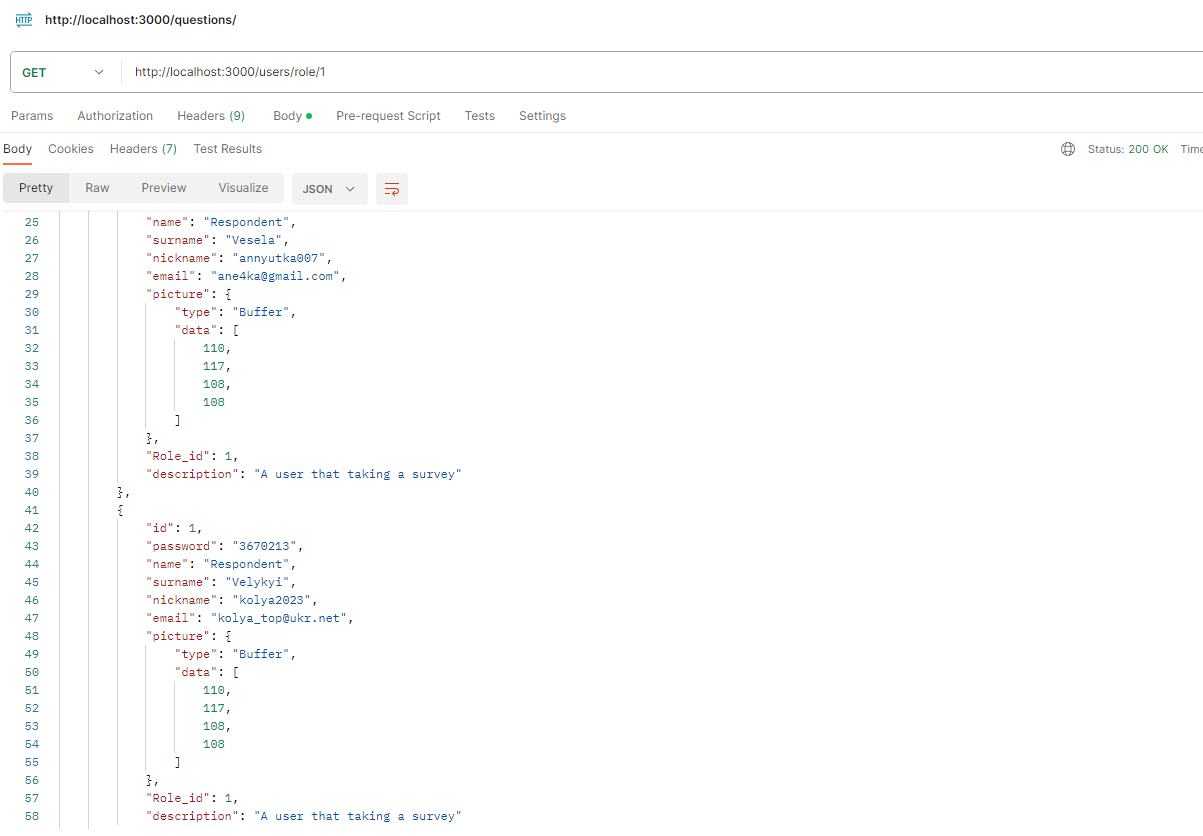 HTTP http://localhost:3000/questions/
GET http://localhost:3000/users/role/1
Params Authorization Headers (9) Body Pre-request Script Tests Settings
Body Cookies Headers (7) Test Results Status: 200 OK Time
Pretty Raw Preview Visualize JSON
25 "name": "Respondent",
26 "surname": "Vesela",
27 "nickname": "annyutka007",
28 "email": "ane4ka@gmail.com",
29 "picture": {
30 "type": "Buffer",
31 "data": [
32 110,
33 117,
34 108,
35 108
36 ]
37 },
38 "Role_id": 1,
39 "description": "A user that taking a survey"
40 },
41 {
42 "id": 1,
43 "password": "3670213",
44 "name": "Respondent",
45 "surname": "Velykyi",
46 "nickname": "kolya2023",
47 "email": "kolya_top@ukr.net",
48 "picture": {
49 "type": "Buffer",
50 "data": [
51 110,
52 117,
53 108,
54 108
55 ]
56 },
57 "Role_id": 1,
58 "description": "A user that taking a survey"